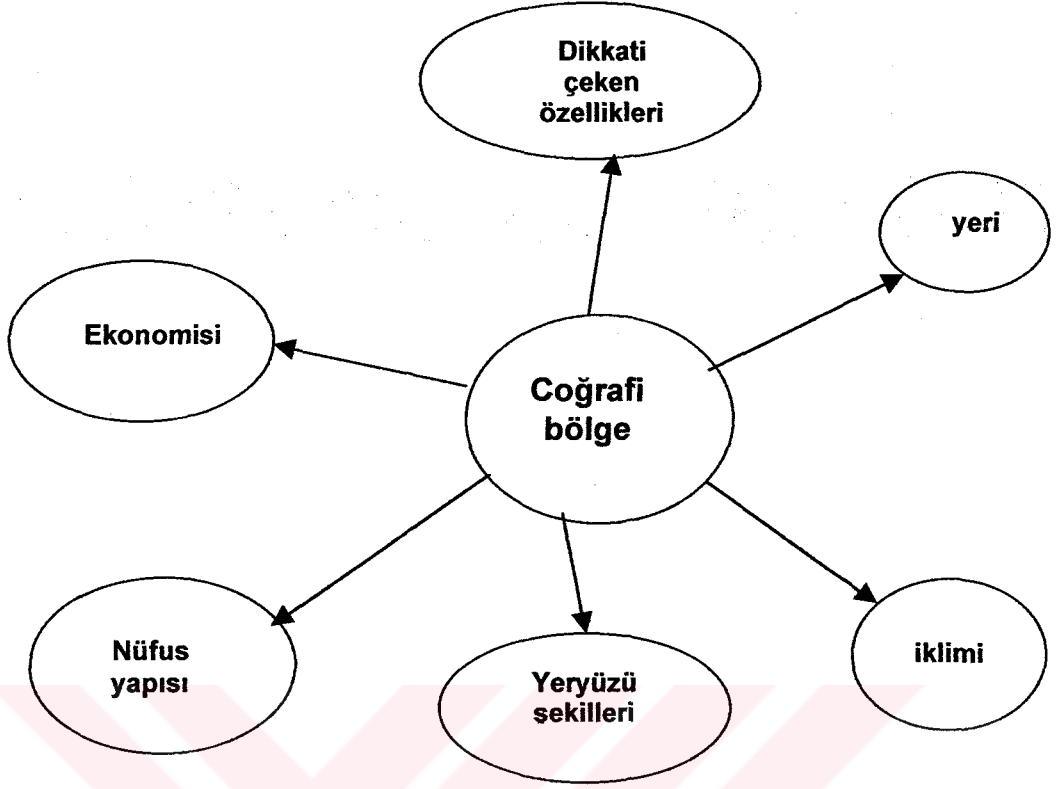 Dikkati
çeken
özellikleri
yeri
Ekonomisi
Coğrafi
bölge
Nüfus
yapısı
Yeryüzü
şekilleri
iklimi